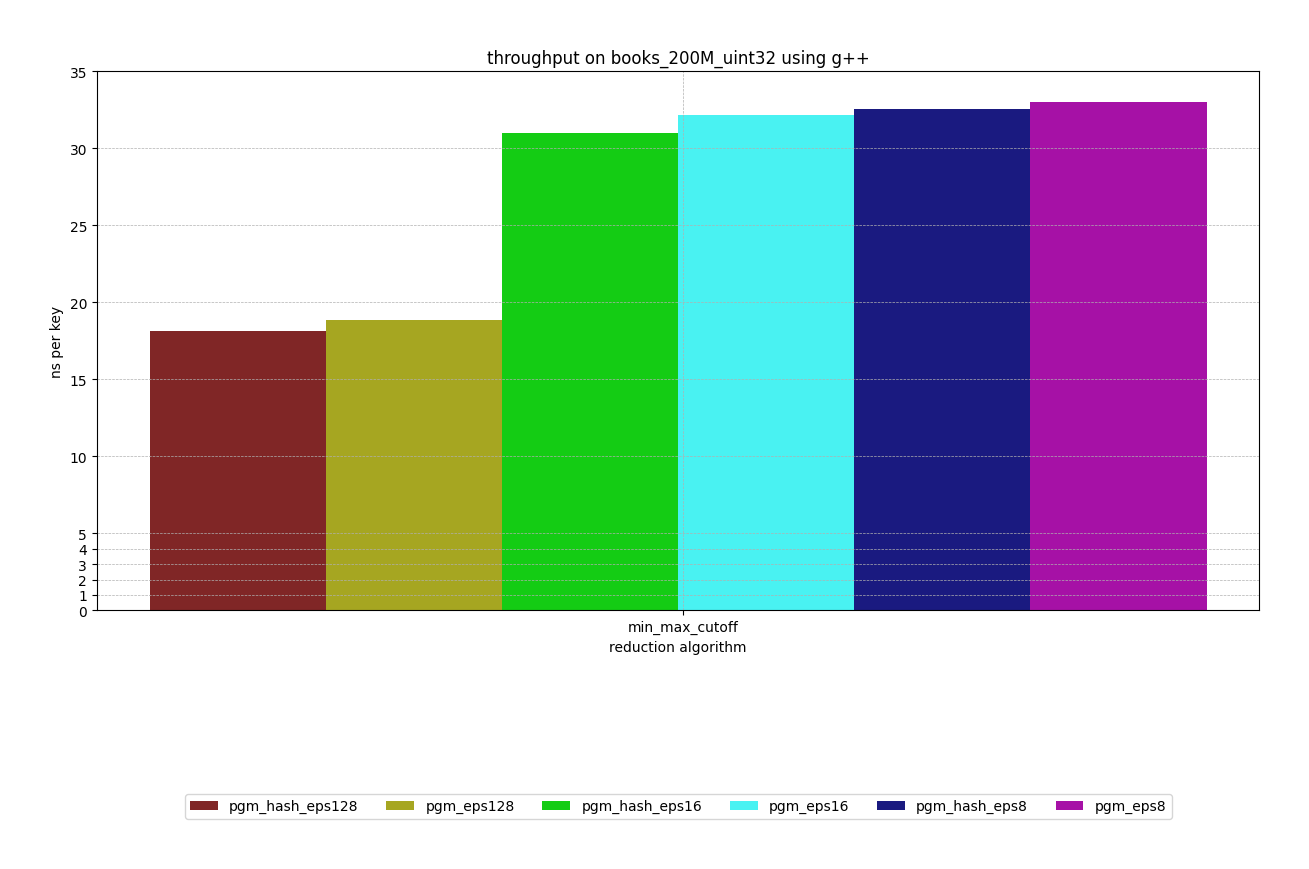 throughput on books_200M_uint32 using g++
35
30
25
20
15
10
5
4
3
2
1
0
ns per key
min_max_cutoff
reduction algorithm
pgm_hash_eps128 pgm_eps128 pgm_hash_eps16 pgm_eps16 pgm_hash_eps8 pgm_eps8